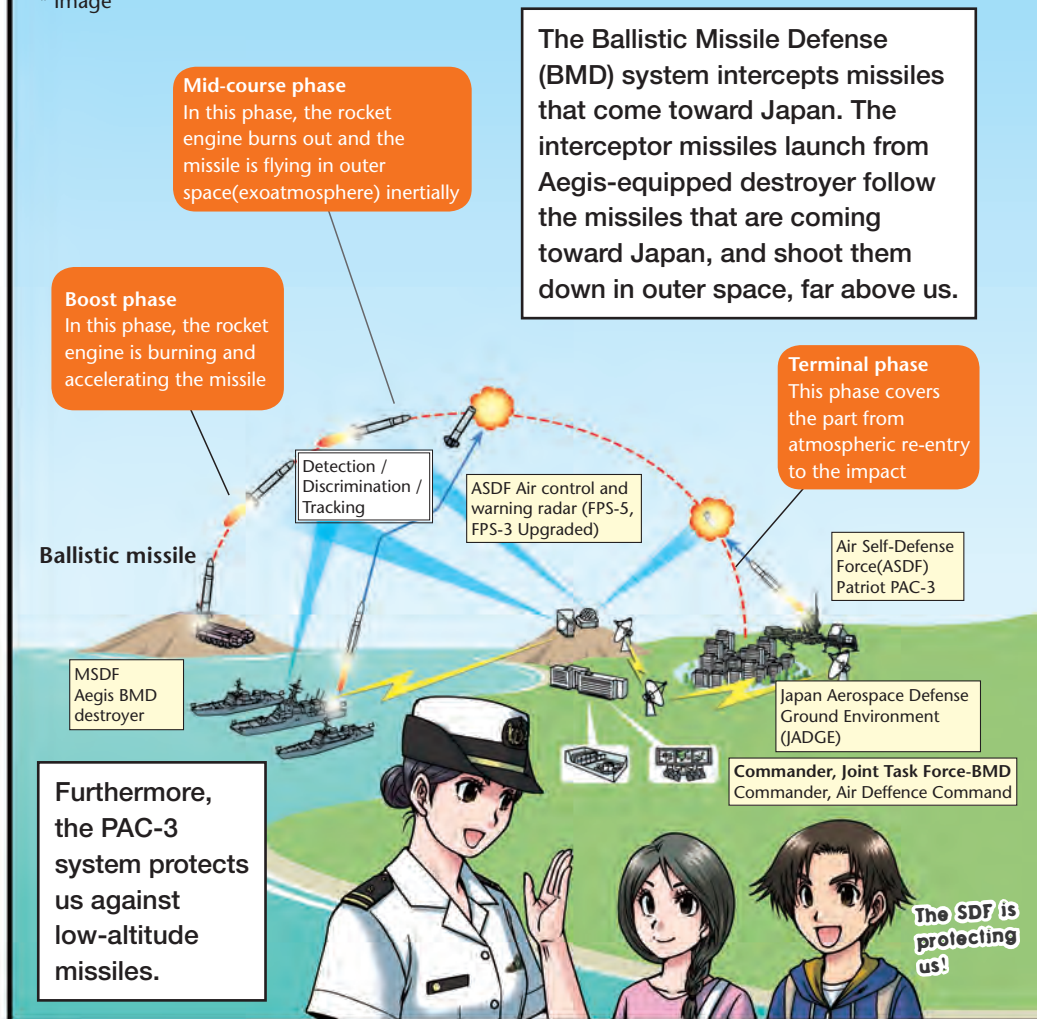 * Image
The Ballistic Missile Defense
(BMD) system intercepts missiles
that come toward Japan. The
interceptor missiles launch from
Aegis-equipped destroyer follow
the missiles that are coming
toward Japan, and shoot them
down in outer space, far above us.
Mid-course phase
In this phase, the rocket
engine burns out and the
missile is flying in outer
space(exoatmosphere) inertially
Boost phase
In this phase, the rocket
engine is burning and
accelerating the missile
Terminal phase
This phase covers
the part from
atmospheric re-entry
to the impact
Detection /
Discrimination /
Tracking
ASDF Air control and
warning radar (FPS-5,
FPS-3 Upgraded)
Ballistic missile
Air Self-Defense
Force(ASDF)
Patriot PAC-3
MSDF
Aegis BMD
destroyer
Japan Aerospace Defense
Ground Environment
(JADGE)
Commander, Joint Task Force-BMD
Commander, Air Deffence Command
Furthermore,
the PAC-3
system protects
us against
low-altitude
missiles.
The SDF is
protecting
us!